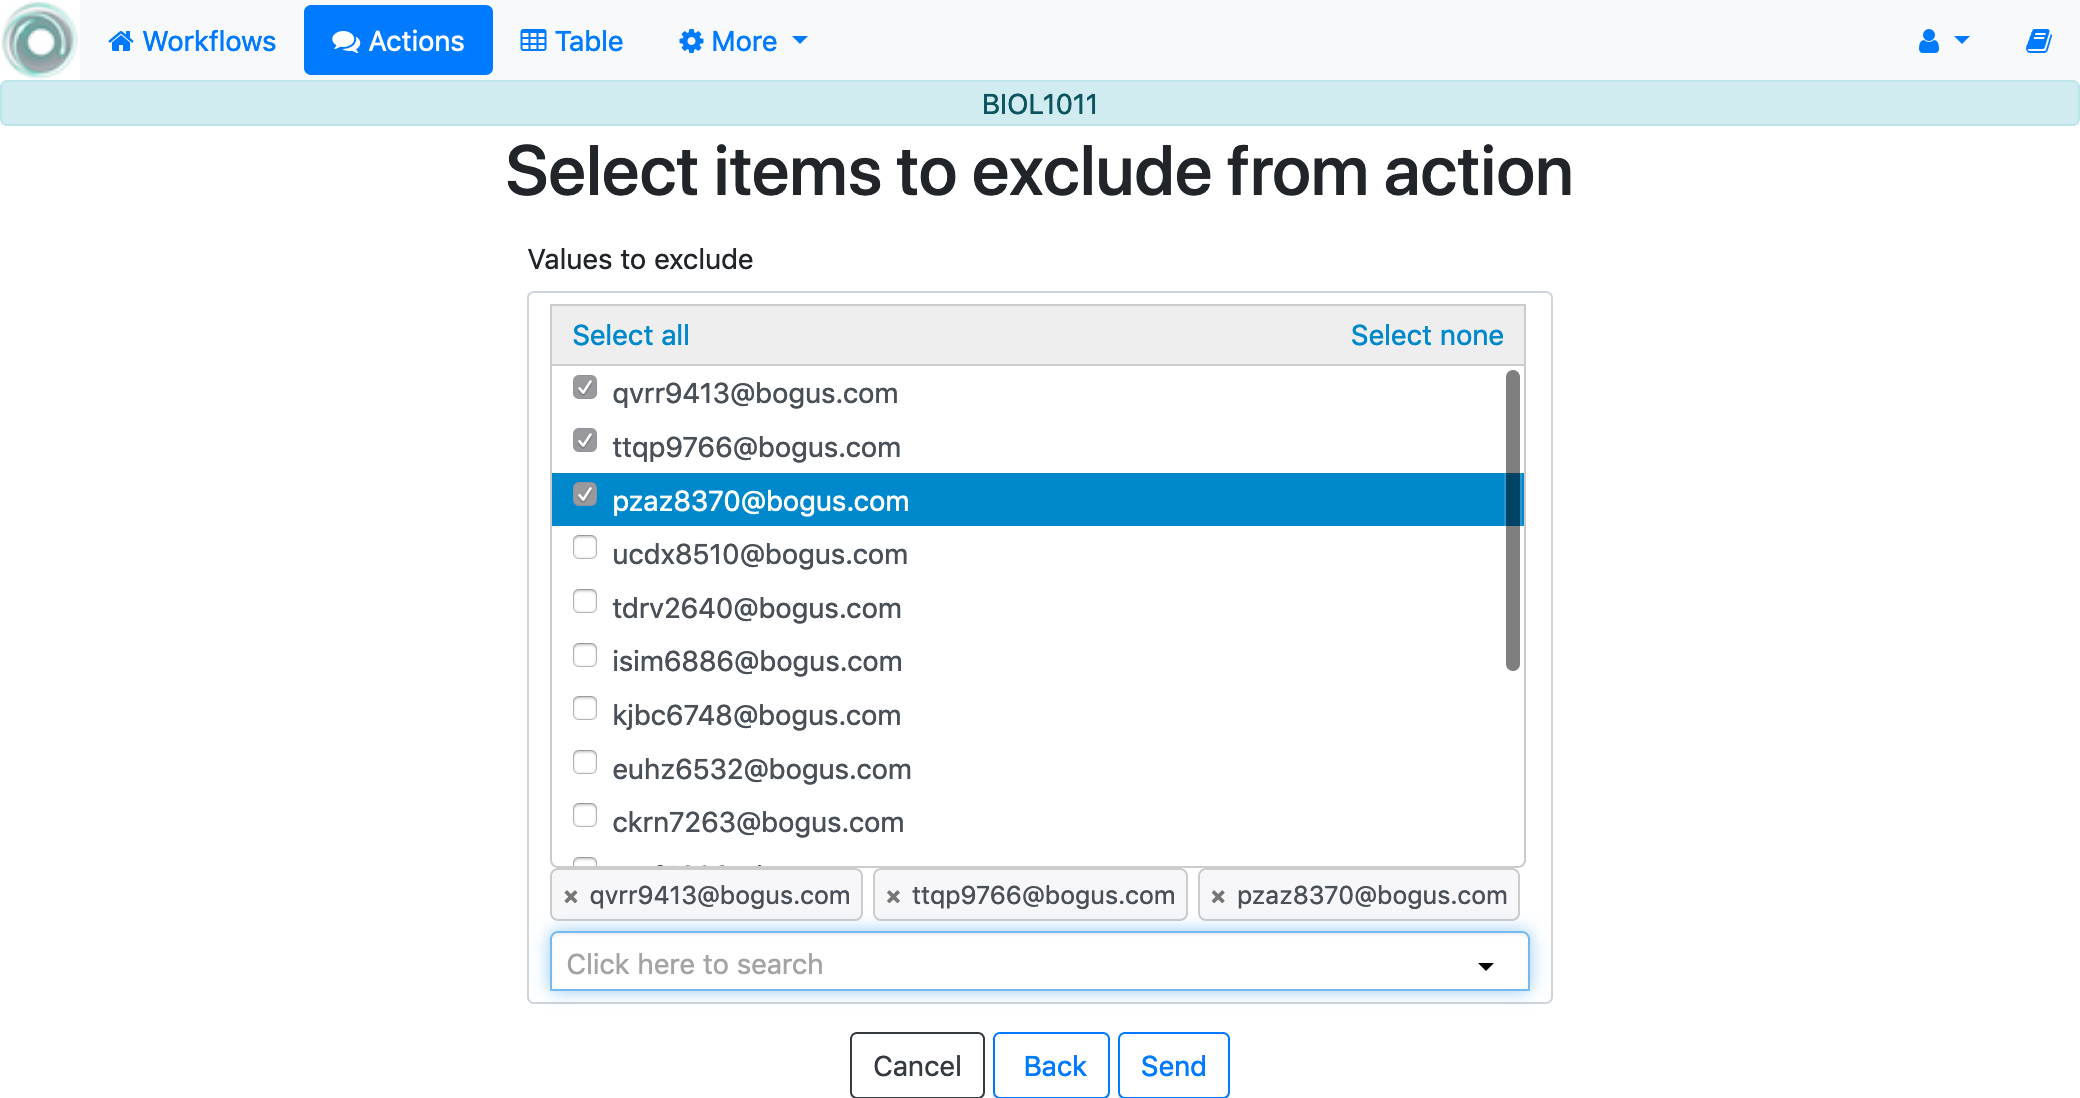 Workflows Actions Table More
BIOL1011
Select items to exclude from action
Values to exclude
Select all Select none
qvrr9413@bogus.com
ttqp9766@bogus.com
pzaz8370@bogus.com
ucdx8510@bogus.com
tdrv2640@bogus.com
isim6886@bogus.com
kjbc6748@bogus.com
euhz6532@bogus.com
ckrn7263@bogus.com
× qvrr9413@bogus.com × ttqp9766@bogus.com × pzaz8370@bogus.com
Click here to search
Cancel Back Send